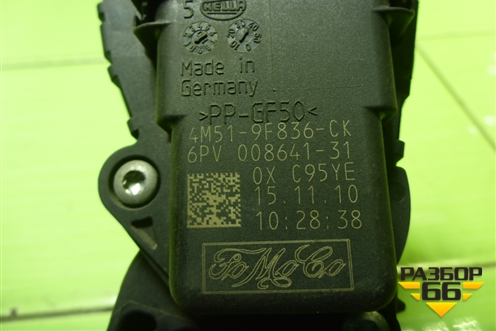 5 HELLA
Made in
Germany
>PP-GF50<
4M51-9F836-CK
6PV 008641-31
0X C95YE
15.11.10
10:28:38
FoMoCo
РАЗБОР
66